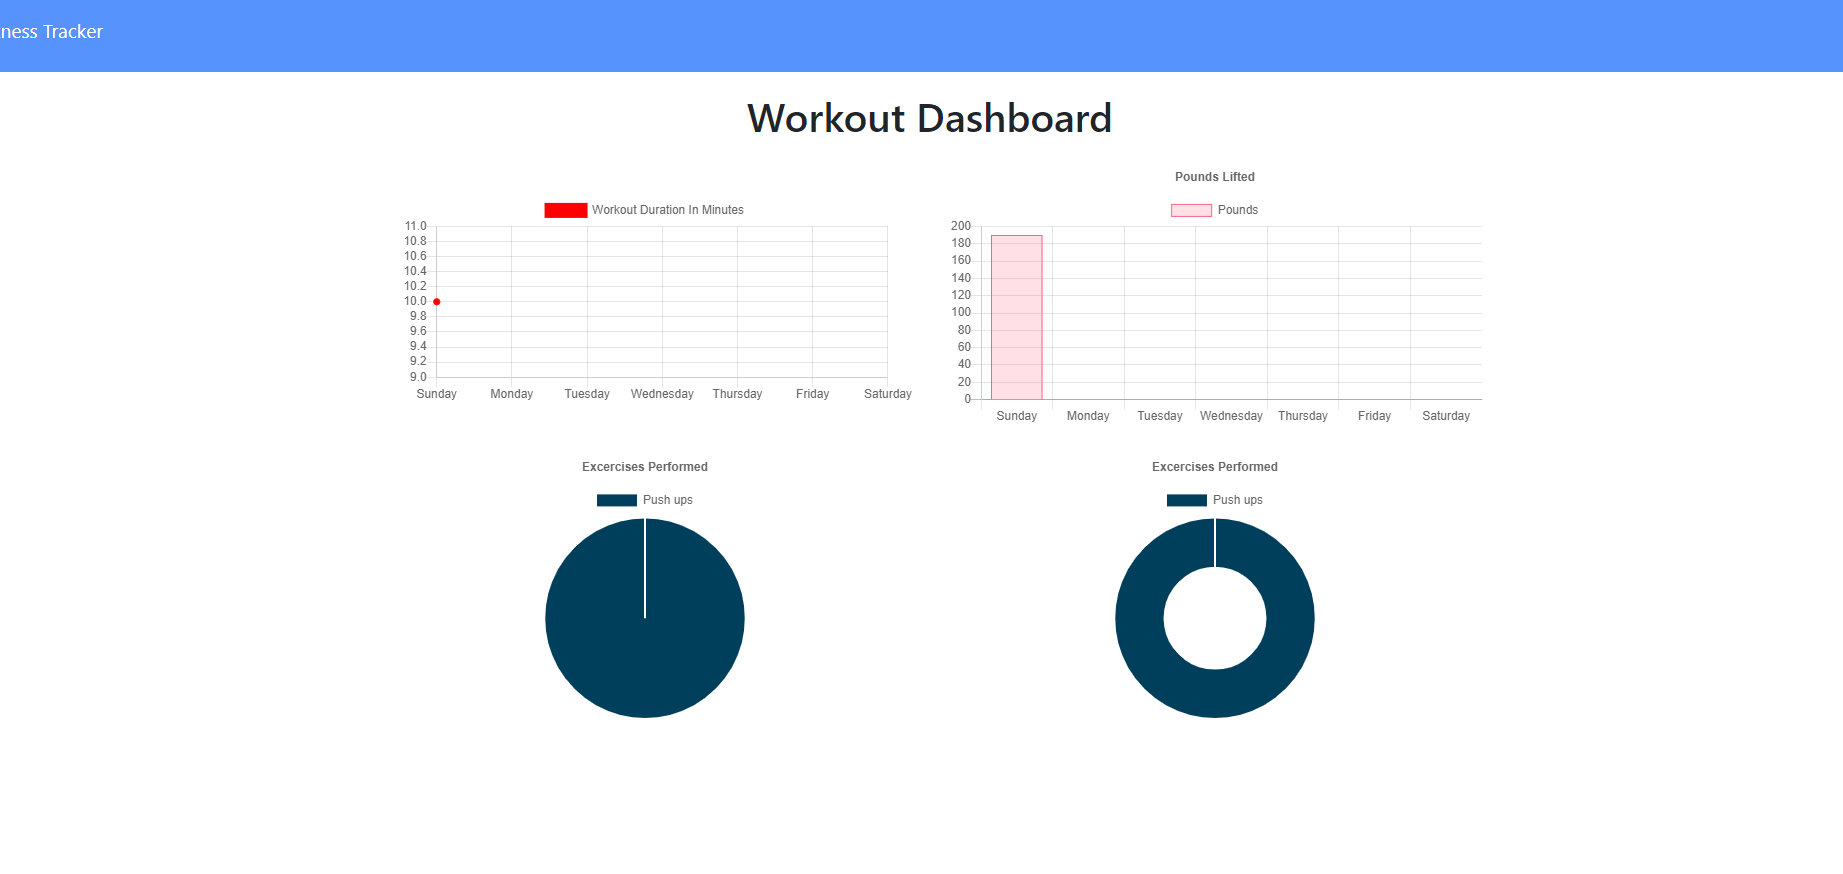 ness Tracker
Workout Dashboard
Workout Duration In Minutes
11.0
10.8
10.6
10.4
10.2
10.0
9.8
9.6
9.4
9.2
9.0
Sunday Monday Tuesday Wednesday Thursday Friday Saturday
Pounds Lifted
Pounds
200
180
160
140
120
100
80
60
40
20
0
Sunday Monday Tuesday Wednesday Thursday Friday Saturday
Excercises Performed
Push ups
Excercises Performed
Push ups